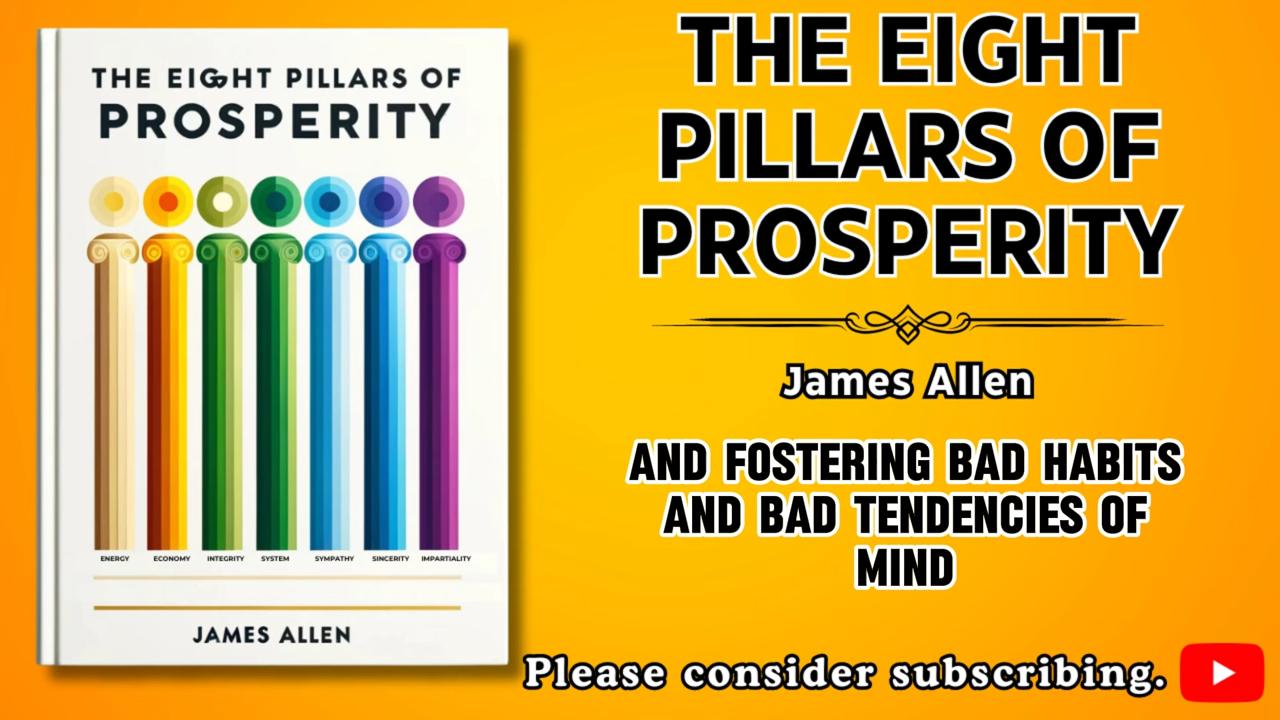 THE EIGHT PILLARS OF
PROSPERITY
ENERGY ECONOMY INTEGRITY SYSTEM SYMPATHY SINCERITY IMPARTIALITY
JAMES ALLEN
THE EIGHT
PILLARS OF
PROSPERITY
James Allen
AND FOSTERING BAD HABITS
AND BAD TENDENCIES OF
MIND
Please consider subscribing.